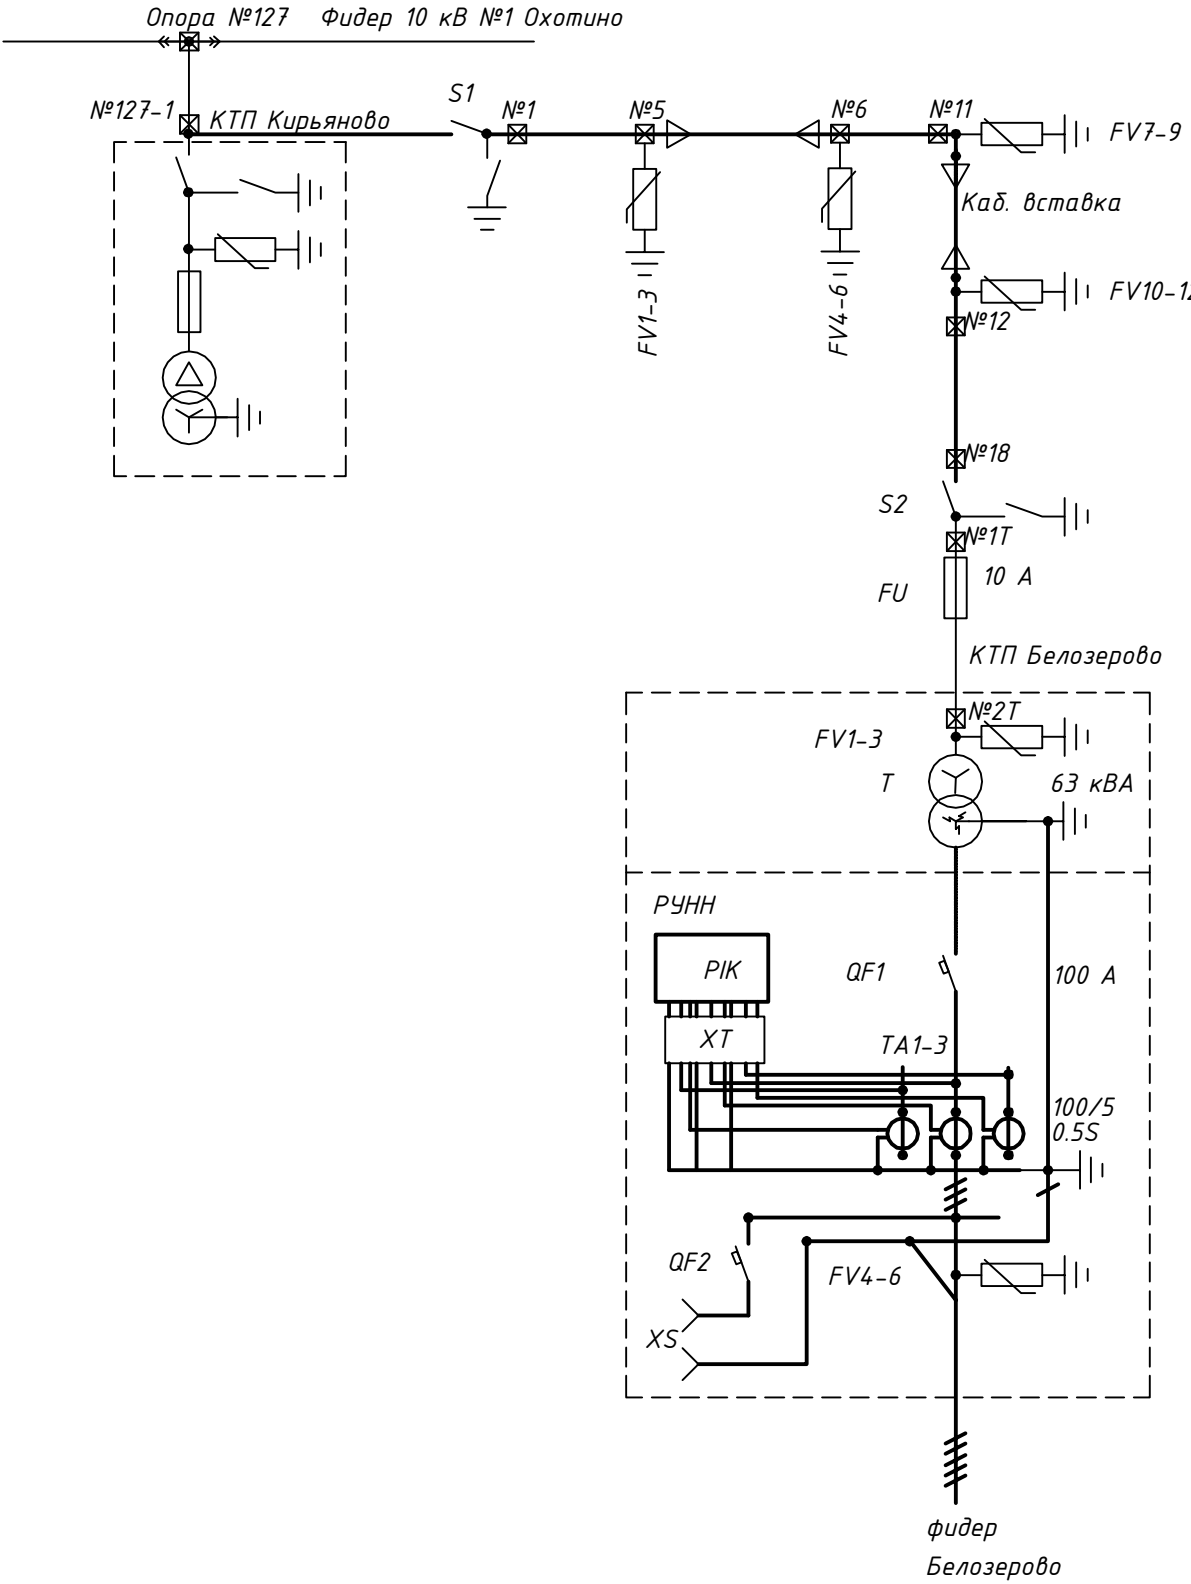 Опора №127 Фидер 10 кВ №1 Охотино
S1
№127-1
КТП Кирьяново
№1
№5
№6
№11
FV7-9
Каб. вставка
FV1-3
FV4-6
FV10-12
№12
№18
S2
№1Т
10 А
FU
КТП Белозерово
№2Т
FV1-3
Т
63 кВА
РУНН
PIK
QF1
100 А
XT
TA1-3
100/5
0.5S
QF2
FV4-6
XS
фидер
Белозерово